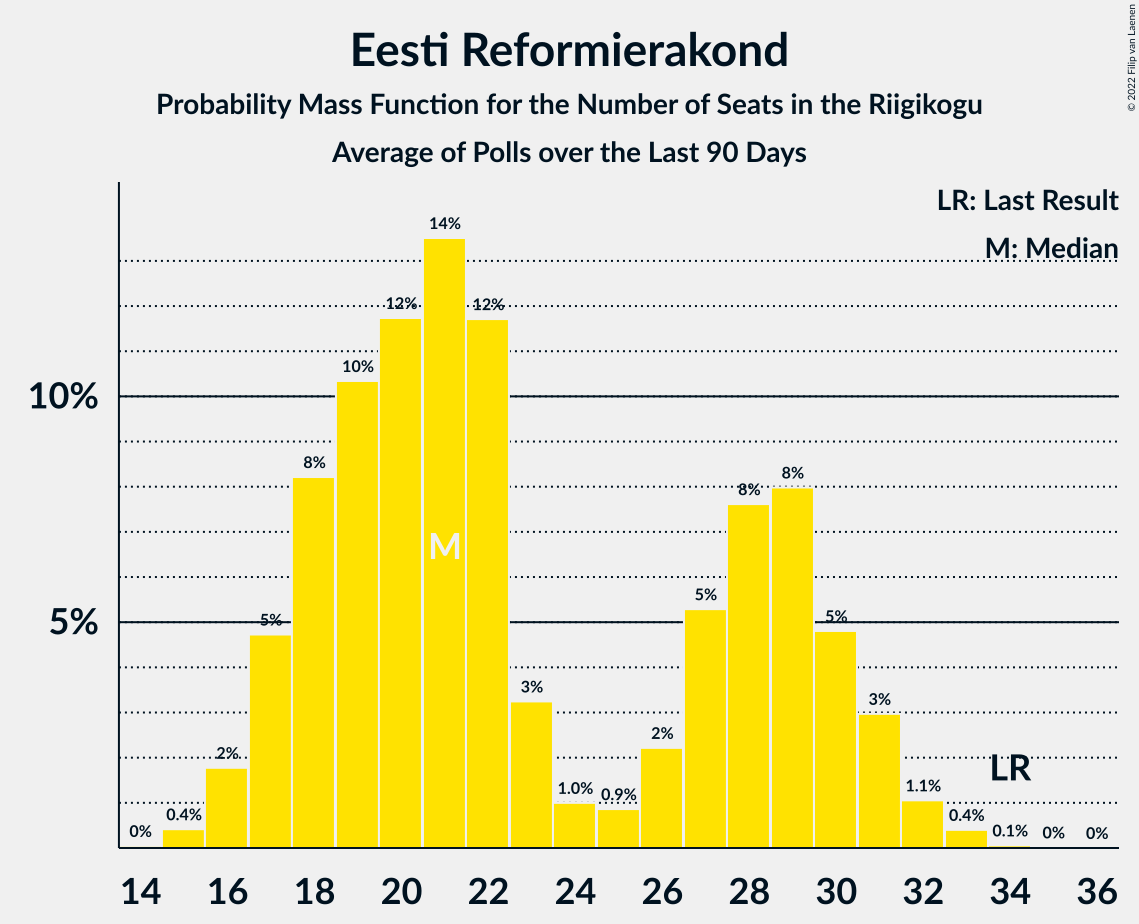 Eesti Reformierakond
Probability Mass Function for the Number of Seats in the Riigikogu
Average of Polls over the Last 90 Days
© 2022 Filip van Laenen
LR: Last Result
M: Median
10%
5%
0%
0.4%
2%
5%
8%
10%
12%
14%
12%
3%
1.0%
0.9%
2%
5%
8%
8%
5%
3%
1.1%
0.4%
0.1%
0%
0%
M
LR
14 16 18 20 22 24 26 28 30 32 34 36